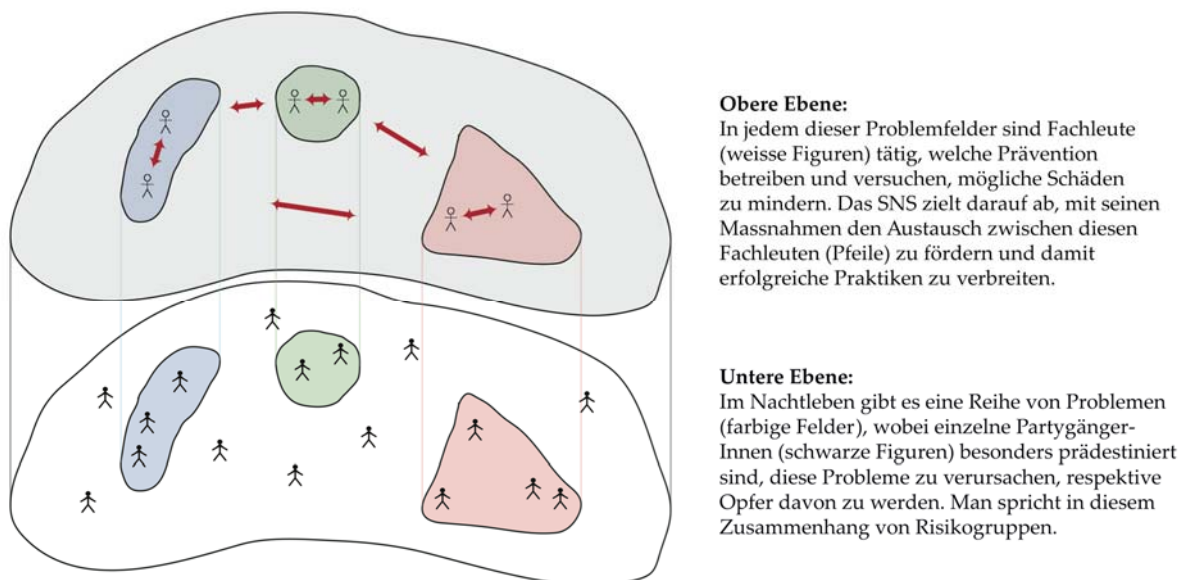 Obere Ebene:
In jedem dieser Problemfelder sind Fachleute
(weisse Figuren) tätig, welche Prävention
betreiben und versuchen, mögliche Schäden
zu mindern. Das SNS zielt darauf ab, mit seinen
Massnahmen den Austausch zwischen diesen
Fachleuten (Pfeile) zu fördern und damit
erfolgreiche Praktiken zu verbreiten.
Untere Ebene:
Im Nachtleben gibt es eine Reihe von Problemen
(farbige Felder), wobei einzelne Partygänger-
Innen (schwarze Figuren) besonders prädestiniert
sind, diese Probleme zu verursachen, respektive
Opfer davon zu werden. Man spricht in diesem
Zusammenhang von Risikogruppen.